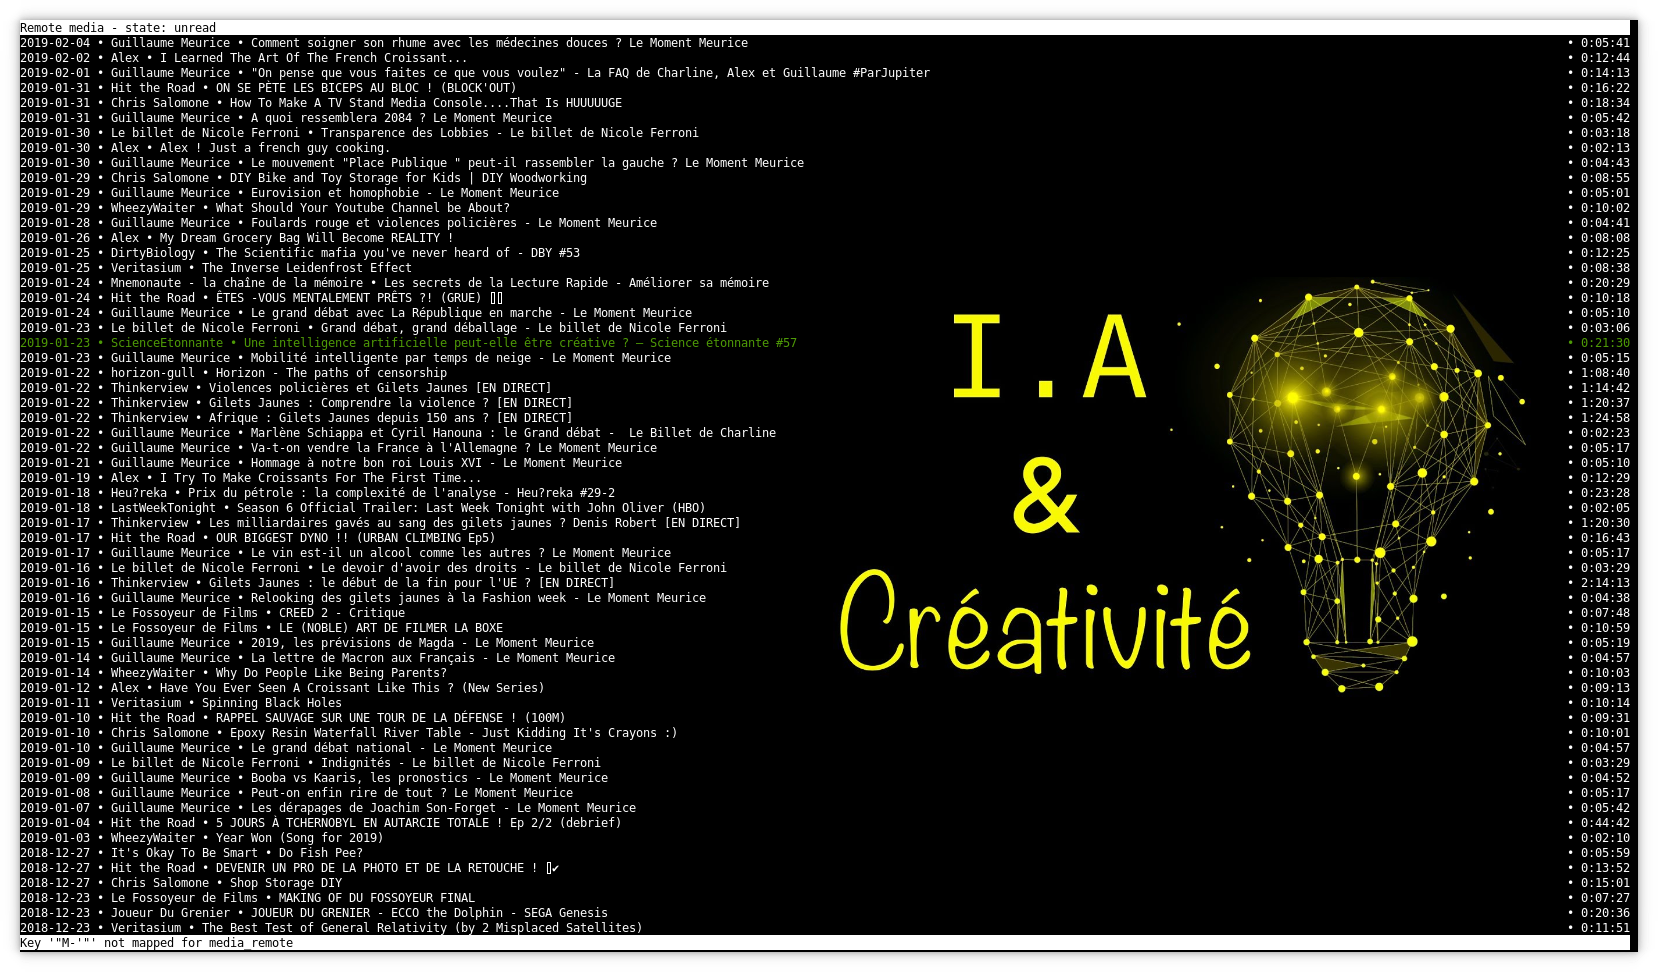 Remote media - state: unread
2019-02-04 • Guillaume Meurice • Comment soigner son rhume avec les médecines douces ? Le Moment Meurice • 0:05:41
2019-02-02 • Alex • I Learned The Art Of The French Croissant... • 0:12:44
2019-02-01 • Guillaume Meurice • "On pense que vous faites ce que vous voulez" - La FAQ de Charline, Alex et Guillaume #ParJupiter • 0:14:13
2019-01-31 • Hit the Road • ON SE PÈTE LES BICEPS AU BLOC ! (BLOCK'OUT) • 0:16:22
2019-01-31 • Chris Salomone • How To Make A TV Stand Media Console....That Is HUUUUUGE • 0:18:34
2019-01-31 • Guillaume Meurice • A quoi ressemblera 2084 ? Le Moment Meurice • 0:05:42
2019-01-30 • Le billet de Nicole Ferroni • Transparence des Lobbies - Le billet de Nicole Ferroni • 0:03:18
2019-01-30 • Alex • Alex ! Just a french guy cooking. • 0:02:13
2019-01-30 • Guillaume Meurice • Le mouvement "Place Publique " peut-il rassembler la gauche ? Le Moment Meurice • 0:04:43
2019-01-29 • Chris Salomone • DIY Bike and Toy Storage for Kids | DIY Woodworking • 0:08:55
2019-01-29 • Guillaume Meurice • Eurovision et homophobie - Le Moment Meurice • 0:05:01
2019-01-29 • WheezyWaiter • What Should Your Youtube Channel be About? • 0:10:02
2019-01-28 • Guillaume Meurice • Foulards rouge et violences policières - Le Moment Meurice • 0:04:41
2019-01-26 • Alex • My Dream Grocery Bag Will Become REALITY ! • 0:08:08
2019-01-25 • DirtyBiology • The Scientific mafia you've never heard of - DBY #53 • 0:12:25
2019-01-25 • Veritasium • The Inverse Leidenfrost Effect • 0:08:38
2019-01-24 • Mnemonaute - la chaîne de la mémoire • Les secrets de la Lecture Rapide - Améliorer sa mémoire • 0:20:29
2019-01-24 • Hit the Road • ÊTES -VOUS MENTALEMENT PRÊTS ?! (GRUE) • 0:10:18
2019-01-24 • Guillaume Meurice • Le grand débat avec La République en marche - Le Moment Meurice • 0:05:10
2019-01-23 • Le billet de Nicole Ferroni • Grand débat, grand déballage - Le billet de Nicole Ferroni • 0:03:06
2019-01-23 • ScienceEtonnante • Une intelligence artificielle peut-elle être créative ? — Science étonnante #57 • 0:21:30
2019-01-23 • Guillaume Meurice • Mobilité intelligente par temps de neige - Le Moment Meurice • 0:05:15
2019-01-22 • horizon-gull • Horizon - The paths of censorship • 1:08:40
2019-01-22 • Thinkerview • Violences policières et Gilets Jaunes [EN DIRECT] • 1:14:42
2019-01-22 • Thinkerview • Gilets Jaunes : Comprendre la violence ? [EN DIRECT] • 1:20:37
2019-01-22 • Thinkerview • Afrique : Gilets Jaunes depuis 150 ans ? [EN DIRECT] • 1:24:58
2019-01-22 • Guillaume Meurice • Marlène Schiappa et Cyril Hanouna : le Grand débat -  Le Billet de Charline • 0:02:23
2019-01-22 • Guillaume Meurice • Va-t-on vendre la France à l'Allemagne ? Le Moment Meurice • 0:05:17
2019-01-21 • Guillaume Meurice • Hommage à notre bon roi Louis XVI - Le Moment Meurice • 0:05:10
2019-01-19 • Alex • I Try To Make Croissants For The First Time... • 0:12:29
2019-01-18 • Heu?reka • Prix du pétrole : la complexité de l'analyse - Heu?reka #29-2 • 0:23:28
2019-01-18 • LastWeekTonight • Season 6 Official Trailer: Last Week Tonight with John Oliver (HBO) • 0:02:05
2019-01-17 • Thinkerview • Les milliardaires gavés au sang des gilets jaunes ? Denis Robert [EN DIRECT] • 1:20:30
2019-01-17 • Hit the Road • OUR BIGGEST DYNO !! (URBAN CLIMBING Ep5) • 0:16:43
2019-01-17 • Guillaume Meurice • Le vin est-il un alcool comme les autres ? Le Moment Meurice • 0:05:17
2019-01-16 • Le billet de Nicole Ferroni • Le devoir d'avoir des droits - Le billet de Nicole Ferroni • 0:03:29
2019-01-16 • Thinkerview • Gilets Jaunes : le début de la fin pour l'UE ? [EN DIRECT] • 2:14:13
2019-01-16 • Guillaume Meurice • Relooking des gilets jaunes à la Fashion week - Le Moment Meurice • 0:04:38
2019-01-15 • Le Fossoyeur de Films • CREED 2 - Critique • 0:07:48
2019-01-15 • Le Fossoyeur de Films • LE (NOBLE) ART DE FILMER LA BOXE • 0:10:59
2019-01-15 • Guillaume Meurice • 2019, les prévisions de Magda - Le Moment Meurice • 0:05:19
2019-01-14 • Guillaume Meurice • La lettre de Macron aux Français - Le Moment Meurice • 0:04:57
2019-01-14 • WheezyWaiter • Why Do People Like Being Parents? • 0:10:03
2019-01-12 • Alex • Have You Ever Seen A Croissant Like This ? (New Series) • 0:09:13
2019-01-11 • Veritasium • Spinning Black Holes • 0:10:14
2019-01-10 • Hit the Road • RAPPEL SAUVAGE SUR UNE TOUR DE LA DÉFENSE ! (100M) • 0:09:31
2019-01-10 • Chris Salomone • Epoxy Resin Waterfall River Table - Just Kidding It's Crayons :) • 0:10:01
2019-01-10 • Guillaume Meurice • Le grand débat national - Le Moment Meurice • 0:04:57
2019-01-09 • Le billet de Nicole Ferroni • Indignités - Le billet de Nicole Ferroni • 0:03:29
2019-01-09 • Guillaume Meurice • Booba vs Kaaris, les pronostics - Le Moment Meurice • 0:04:52
2019-01-08 • Guillaume Meurice • Peut-on enfin rire de tout ? Le Moment Meurice • 0:05:17
2019-01-07 • Guillaume Meurice • Les dérapages de Joachim Son-Forget - Le Moment Meurice • 0:05:42
2019-01-04 • Hit the Road • 5 JOURS À TCHERNOBYL EN AUTARCIE TOTALE ! Ep 2/2 (debrief) • 0:44:42
2019-01-03 • WheezyWaiter • Year Won (Song for 2019) • 0:02:10
2018-12-27 • It's Okay To Be Smart • Do Fish Pee? • 0:05:59
2018-12-27 • Hit the Road • DEVENIR UN PRO DE LA PHOTO ET DE LA RETOUCHE ! ✔ • 0:13:52
2018-12-27 • Chris Salomone • Shop Storage DIY • 0:15:01
2018-12-23 • Le Fossoyeur de Films • MAKING OF DU FOSSOYEUR FINAL • 0:07:27
2018-12-23 • Joueur Du Grenier • JOUEUR DU GRENIER - ECCO the Dolphin - SEGA Genesis • 0:20:36
2018-12-23 • Veritasium • The Best Test of General Relativity (by 2 Misplaced Satellites) • 0:11:51
Key '"M-'"' not mapped for media_remote
I.A
&
Créativité